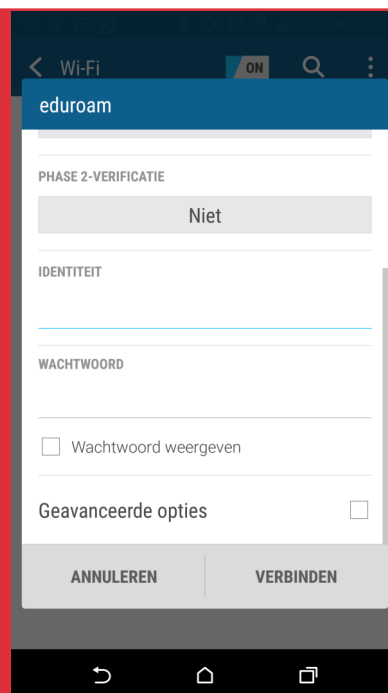 Wi-Fi
ON
eduroam
PHASE 2-VERIFICATIE
Niet
IDENTITEIT
WACHTWOORD
Wachtwoord weergeven
Geavanceerde opties
ANNULEREN
VERBINDEN